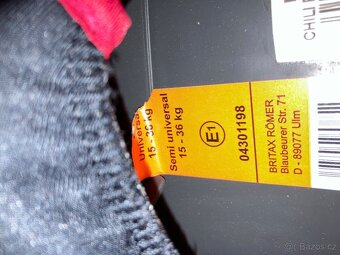 CHILI
universal
15 - 36 kg
Semi universal
15 - 36 kg
E1
04301198
BRITAX RÖMER
Blaubeurer Str. 71
D - 89077 Ulm
Bazos.cz